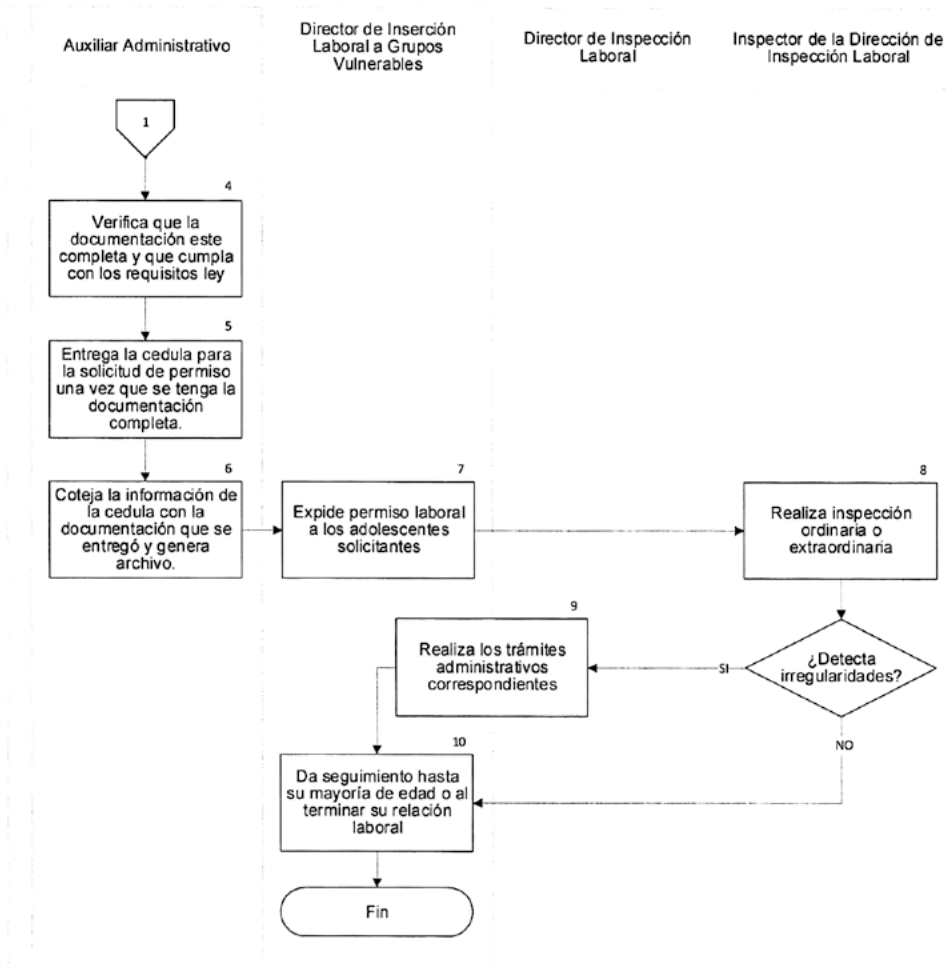 Auxiliar Administrativo
Director de Inserción
Laboral a Grupos
Vulnerables
Director de Inspección
Laboral
Inspector de la Dirección de
Inspección Laboral
1
4
Verifica que la
documentación este
completa y que cumpla
con los requisitos ley
5
Entrega la cedula para
la solicitud de permiso
una vez que se tenga la
documentación
completa.
6
Coteja la información de
la cedula con la
documentación que se
entregó y genera
archivo.
7
Expide permiso laboral
a los adolescentes
solicitantes
8
Realiza inspección
ordinaria o
extraordinaria
¿Detecta
irregularidades?
SI
NO
9
Realiza los trámites
administrativos
correspondientes
10
Da seguimiento hasta
su mayoría de edad o al
terminar su relación
laboral
Fin